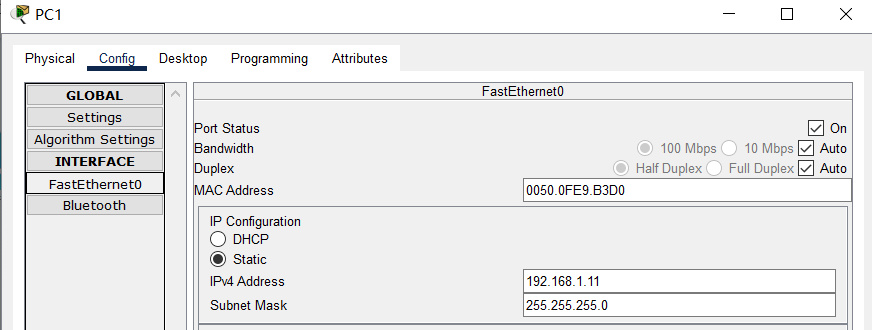 PC1
Physical Config Desktop Programming Attributes
GLOBAL
Settings
Algorithm Settings
INTERFACE
FastEthernet0
Bluetooth
FastEthernet0
Port Status On
Bandwidth 100 Mbps 10 Mbps Auto
Duplex Half Duplex Full Duplex Auto
MAC Address 0050.0FE9.B3D0
IP Configuration
DHCP
Static
IPv4 Address 192.168.1.11
Subnet Mask 255.255.255.0